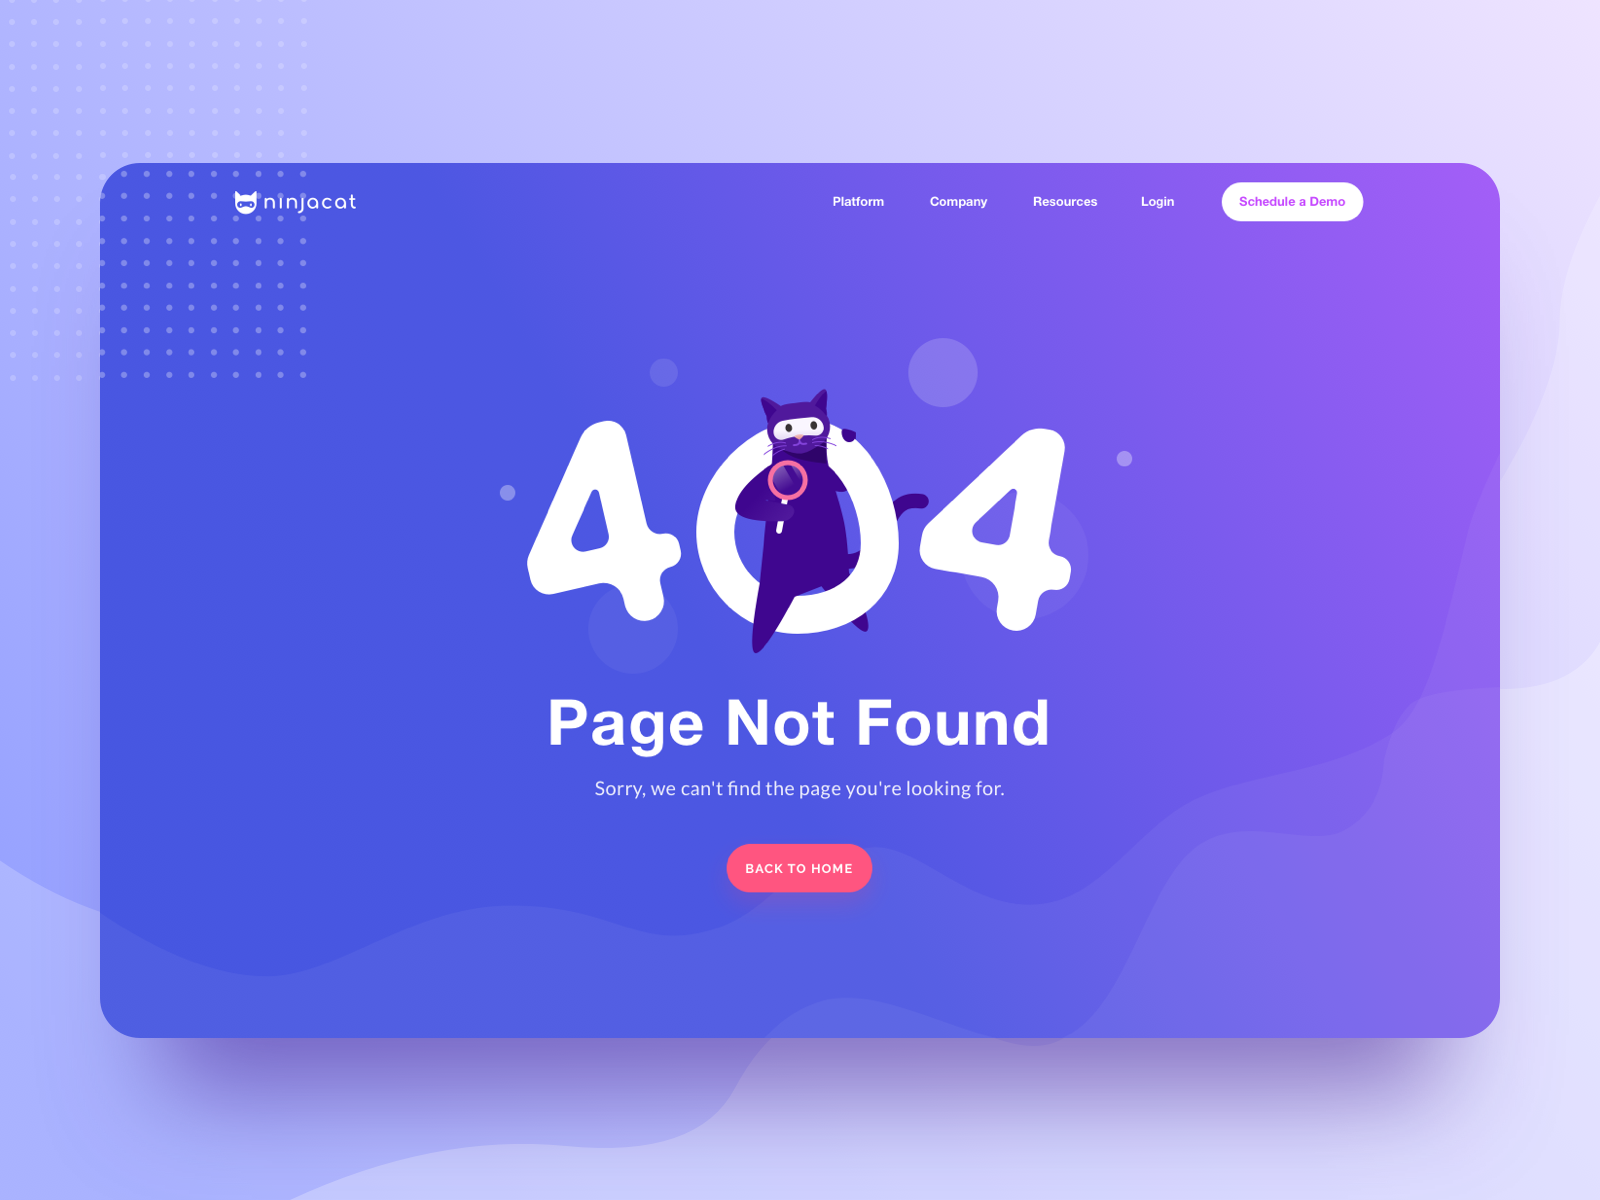 ninjacat
Platform Company Resources Login Schedule a Demo
404
Page Not Found
Sorry, we can't find the page you're looking for.
BACK TO HOME